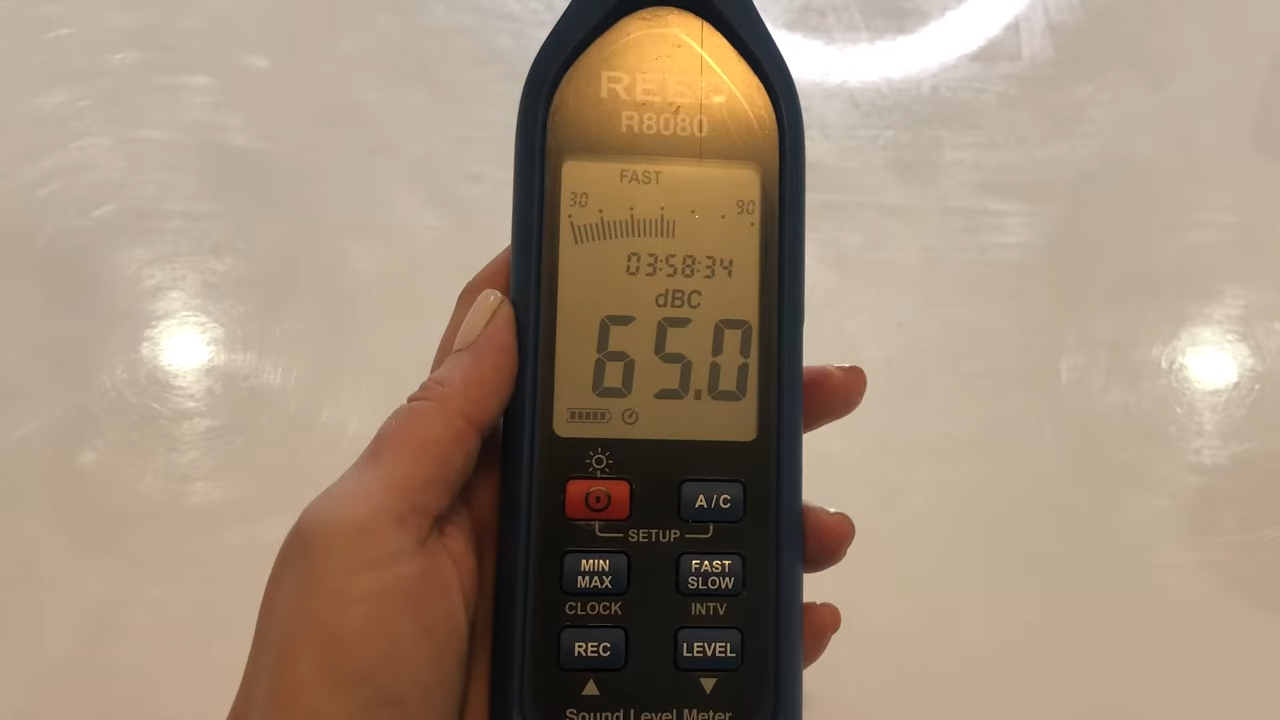 REED
R8080
FAST
30 90
03:58:34
dBC
65.0
A/C
SETUP
MIN MAX
FAST SLOW
CLOCK INTV
REC LEVEL
Sound Level Meter